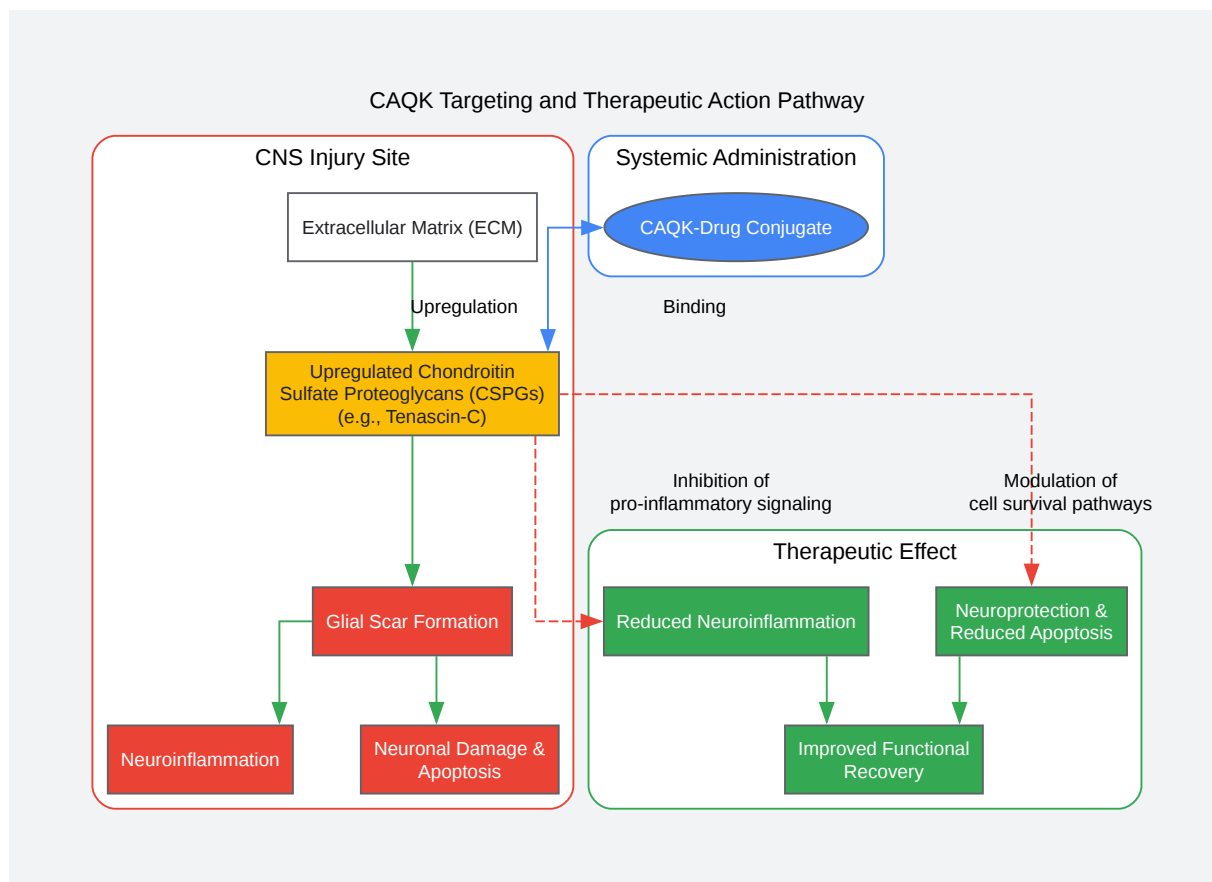 CAQK Targeting and Therapeutic Action Pathway
CNS Injury Site
Systemic Administration
Extracellular Matrix (ECM)
CAQK-Drug Conjugate
Upregulation
Binding
Upregulated Chondroitin
Sulfate Proteoglycans (CSPGs)
(e.g., Tenascin-C)
Inhibition of
pro-inflammatory signaling
Modulation of
cell survival pathways
Therapeutic Effect
Glial Scar Formation
Reduced Neuroinflammation
Neuroprotection &
Reduced Apoptosis
Neuroinflammation
Neuronal Damage &
Apoptosis
Improved Functional
Recovery